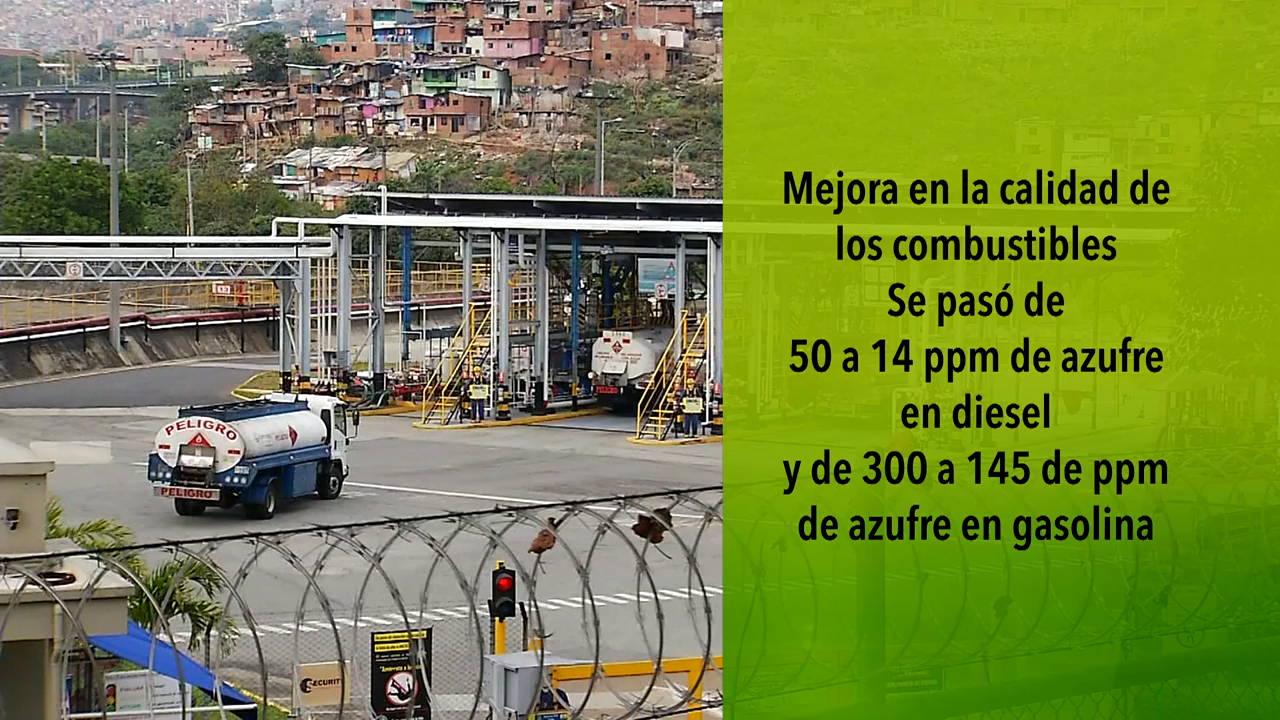 Mejora en la calidad de
los combustibles
Se pasó de
50 a 14 ppm de azufre
en diesel
y de 300 a 145 de ppm
de azufre en gasolina
PELIGRO
PELIGRO
SECURIT